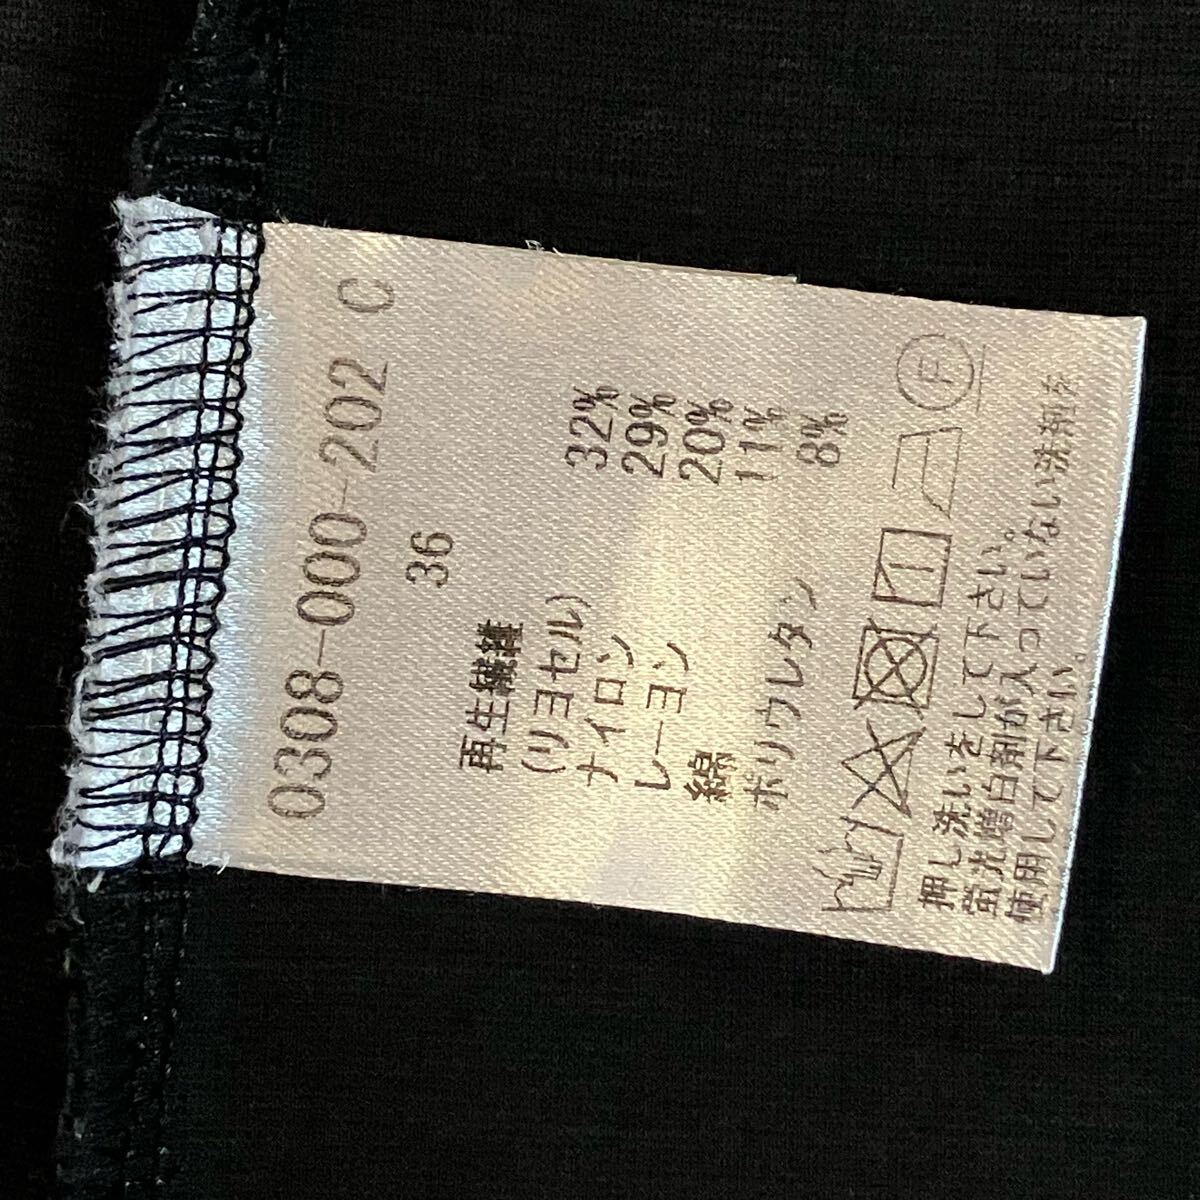 0308-000-202 C
36
再生繊維
(リヨセル) 32%
ナイロン 29%
レーヨン 20%
綿 11%
ポリウレタン 8%
F
押し洗いをして下さい。
蛍光増白剤が入っていない洗剤を
使用して下さい。